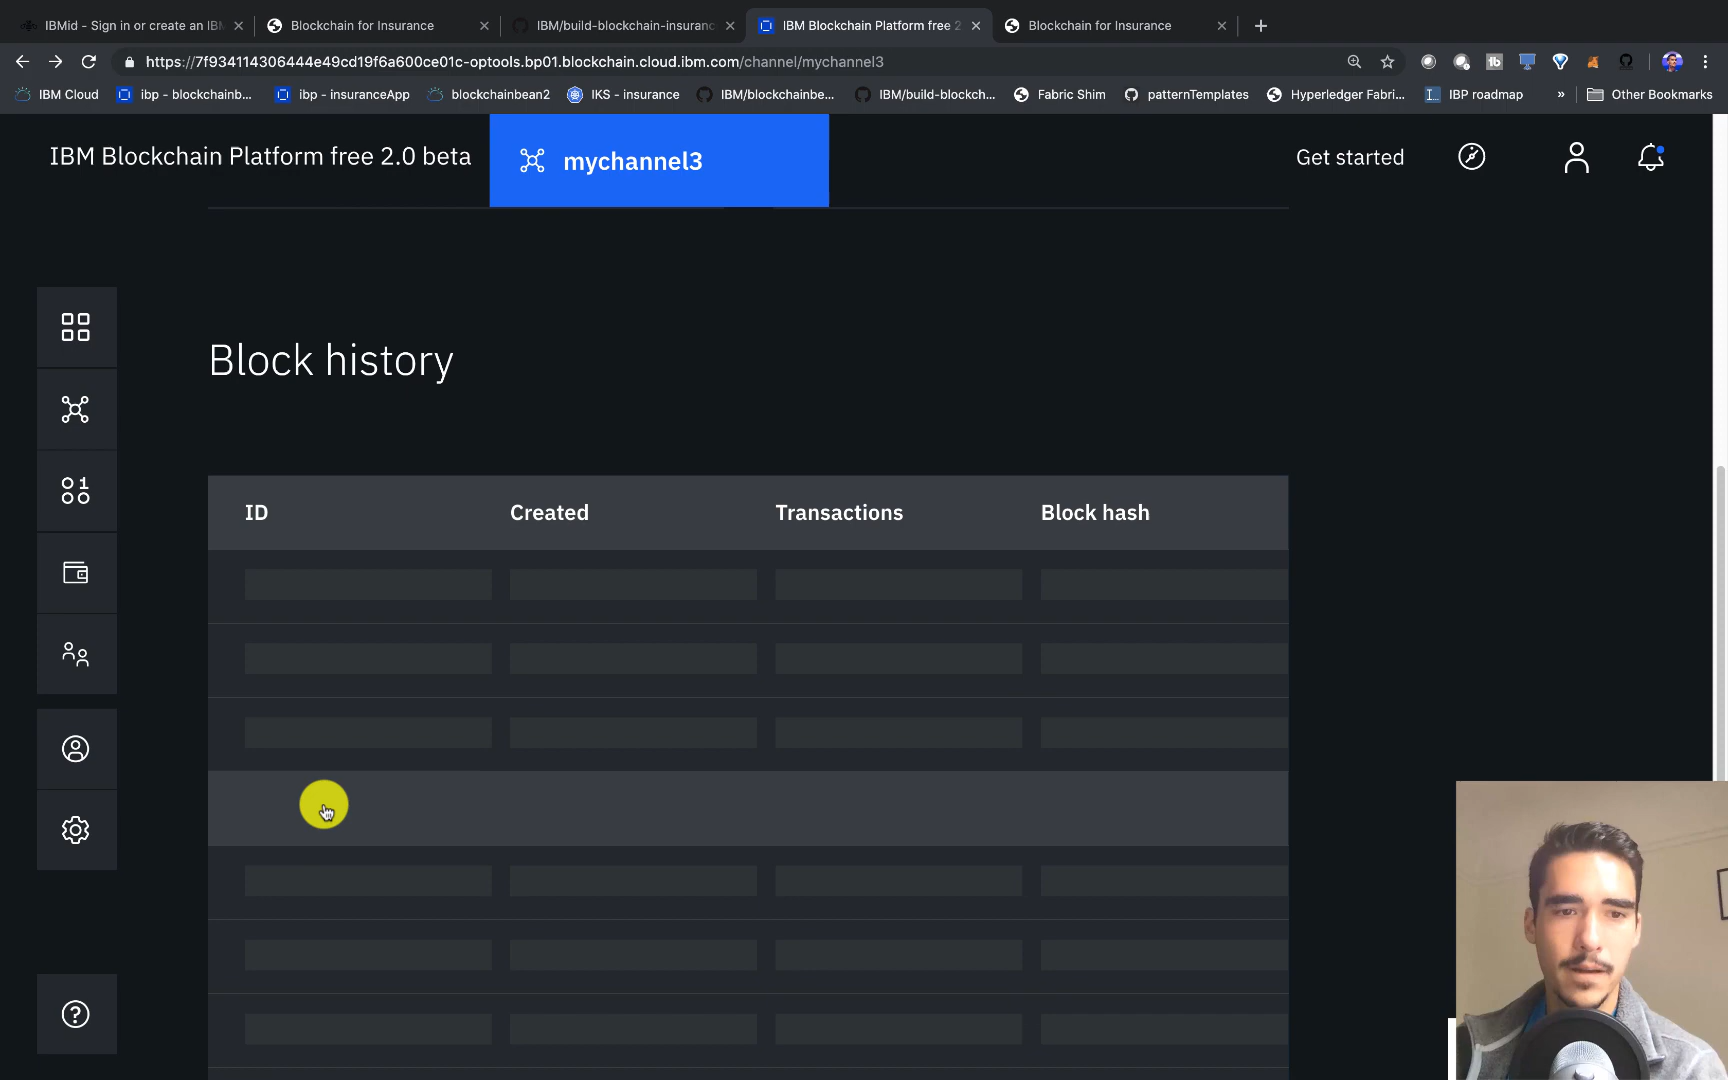 IBMid - Sign in or create an IBM
Blockchain for Insurance
IBM/build-blockchain-insuranc
IBM Blockchain Platform free 2
Blockchain for Insurance
https://7f934114306444e49cd19f6a600ce01c-optools.bp01.blockchain.cloud.ibm.com/channel/mychannel3
IBM Cloud
ibp - blockchainb...
ibp - insuranceApp
blockchainbean2
IKS - insurance
IBM/blockchainbe...
IBM/build-blockch...
Fabric Shim
patternTemplates
Hyperledger Fabri...
IBP roadmap
»
Other Bookmarks
IBM Blockchain Platform free 2.0 beta
mychannel3
Get started
Block history
ID
Created
Transactions
Block hash